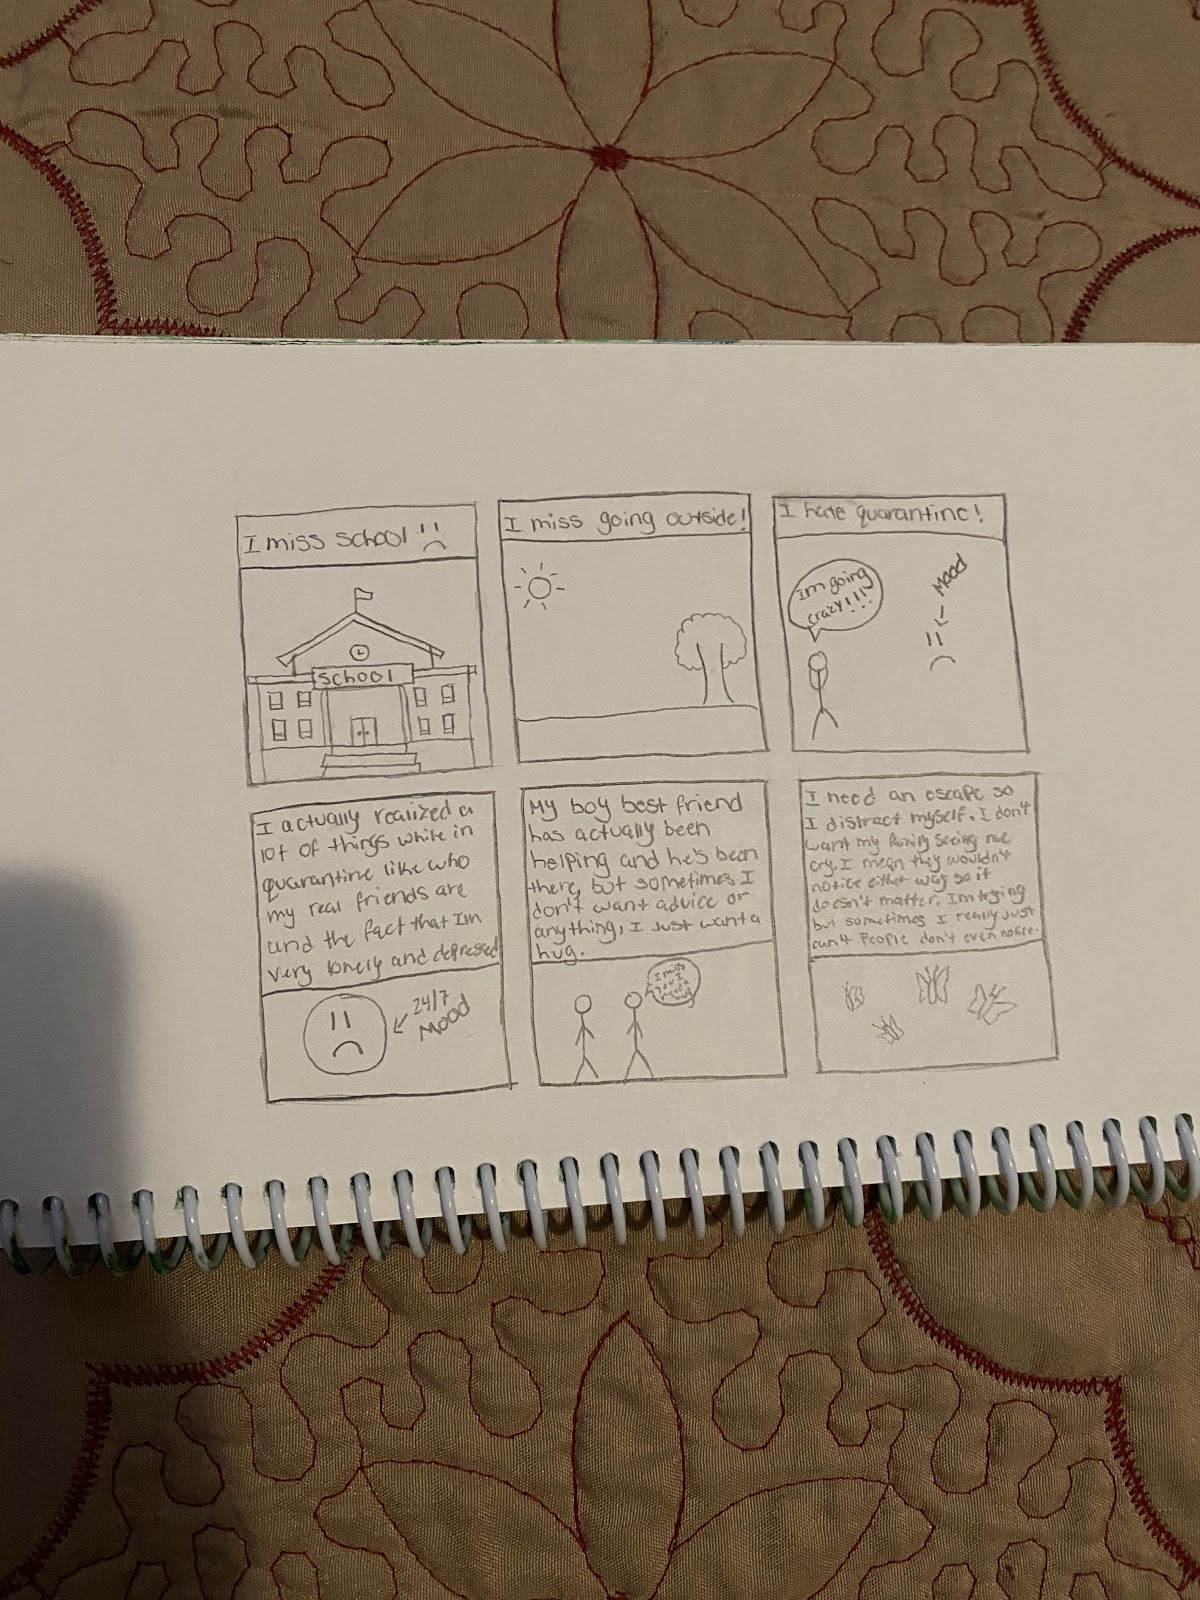 I miss school
SCHOOL
I miss going outside!
I hate quarantine!
Im going
crazy!!!!
Mood
I actually realized a
lot of things while in
quarantine like who
my real friends are
and the fact that Im
very lonely and depressed
24/7
Mood
My boy best friend
has actually been
helping and he's been
there, but sometimes I
don't want advice or
anything, I just want a
hug.
I miss
you I
need a
hug
I need an escape so
I distract myself. I don't
want my family seeing me
cry. I mean they wouldn't
notice either way so it
doesn't matter. Im trying
but sometimes I really just
can't People don't even notice.